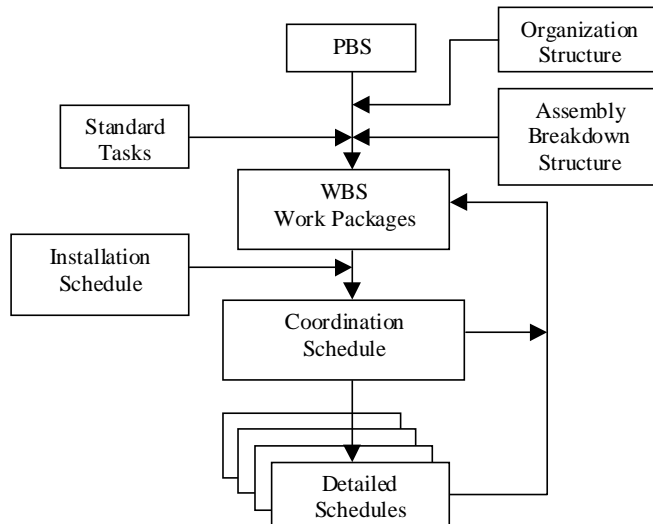 PBS
Organization
Structure
Standard
Tasks
Assembly
Breakdown
Structure
WBS
Work Packages
Installation
Schedule
Coordination
Schedule
Detailed
Schedules